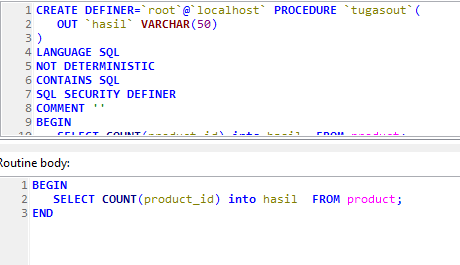 1 CREATE DEFINER=`root`@`localhost` PROCEDURE `tugasout`(
2 OUT `hasil` VARCHAR(50)
3 )
4 LANGUAGE SQL
5 NOT DETERMINISTIC
6 CONTAINS SQL
7 SQL SECURITY DEFINER
8 COMMENT ''
9 BEGIN
10 SELECT COUNT(product_id) into hasil FROM product;
Routine body:
1 BEGIN
2 SELECT COUNT(product_id) into hasil FROM product;
3 END